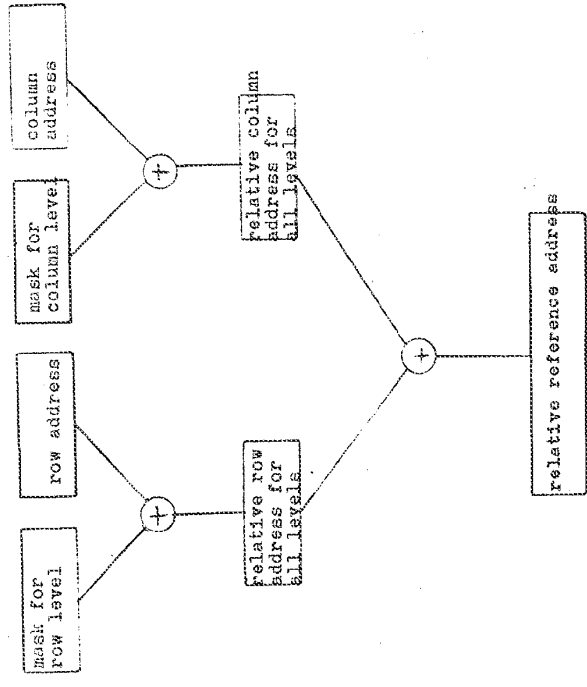 mask for
row level
row address
mask for
column level
column
address
+
+
relative row
address for
all levels
relative column
address for
all levels
+
relative reference address